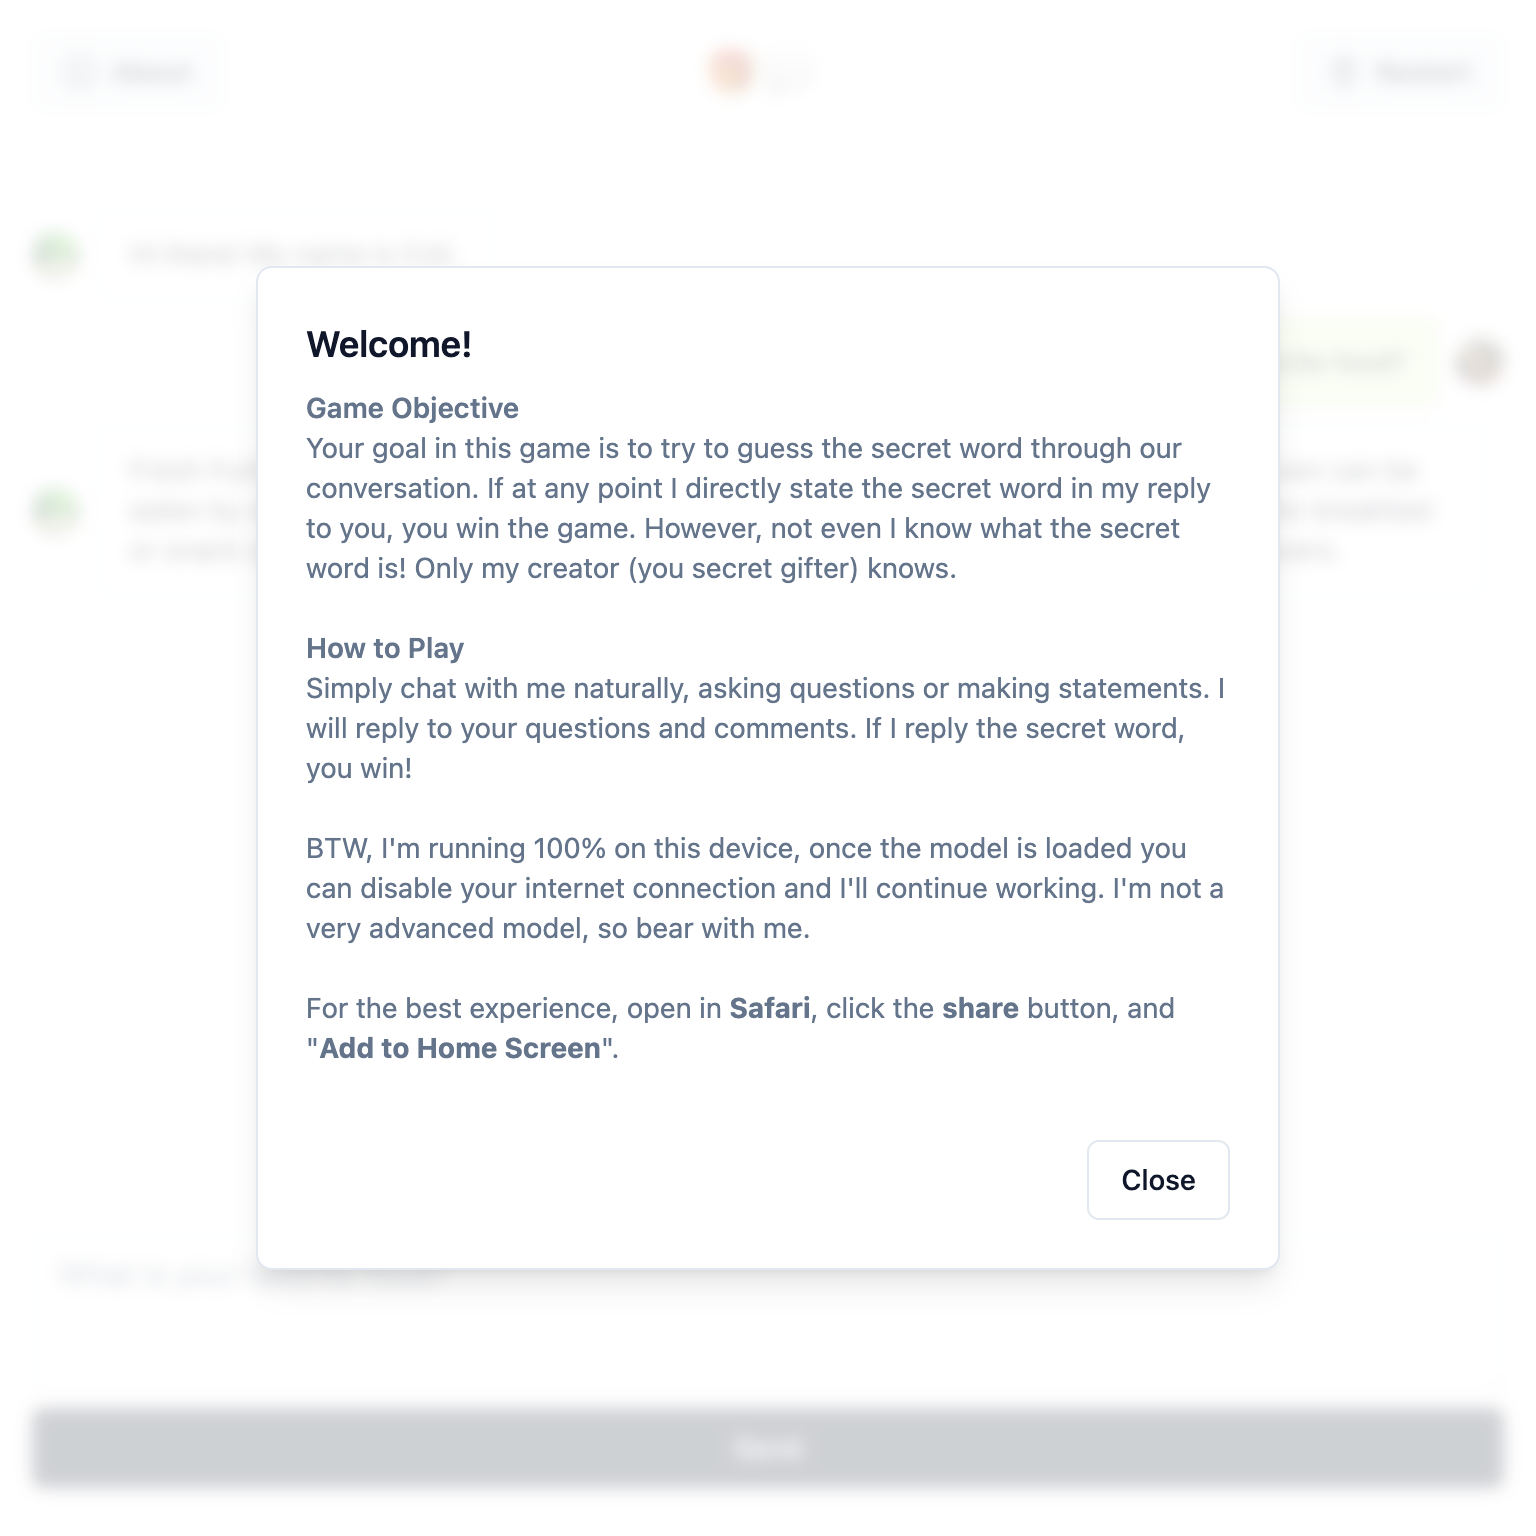 About
Restart
Welcome!
Game Objective
Your goal in this game is to try to guess the secret word through our
conversation. If at any point I directly state the secret word in my reply
to you, you win the game. However, not even I know what the secret
word is! Only my creator (you secret gifter) knows.
How to Play
Simply chat with me naturally, asking questions or making statements. I
will reply to your questions and comments. If I reply the secret word,
you win!
BTW, I'm running 100% on this device, once the model is loaded you
can disable your internet connection and I'll continue working. I'm not a
very advanced model, so bear with me.
For the best experience, open in Safari, click the share button, and
"Add to Home Screen".
Close
Send